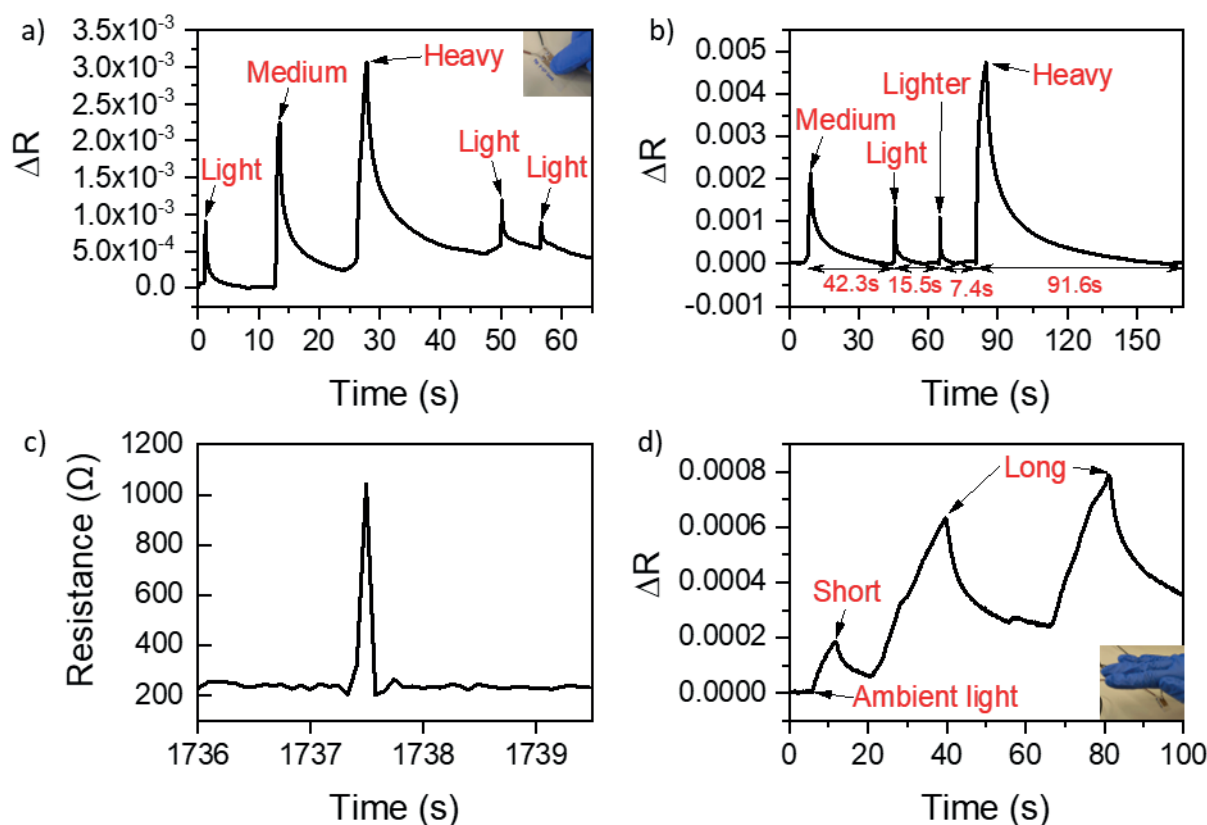 a)
3.5x10-3
3.0x10-3
2.5x10-3
2.0x10-3
1.5x10-3
1.0x10-3
5.0x10-4
0.0
ΔR
Light
Medium
Heavy
Light
Light
0 10 20 30 40 50 60
Time (s)
b)
0.005
0.004
0.003
0.002
0.001
0.000
-0.001
ΔR
Medium
Light
Lighter
Heavy
42.3s 15.5s 7.4s 91.6s
0 30 60 90 120 150
Time (s)
c)
1200
1000
800
600
400
200
Resistance (Ω)
1736 1737 1738 1739
Time (s)
d)
0.0008
0.0006
0.0004
0.0002
0.0000
ΔR
Long
Short
Ambient light
0 20 40 60 80 100
Time (s)